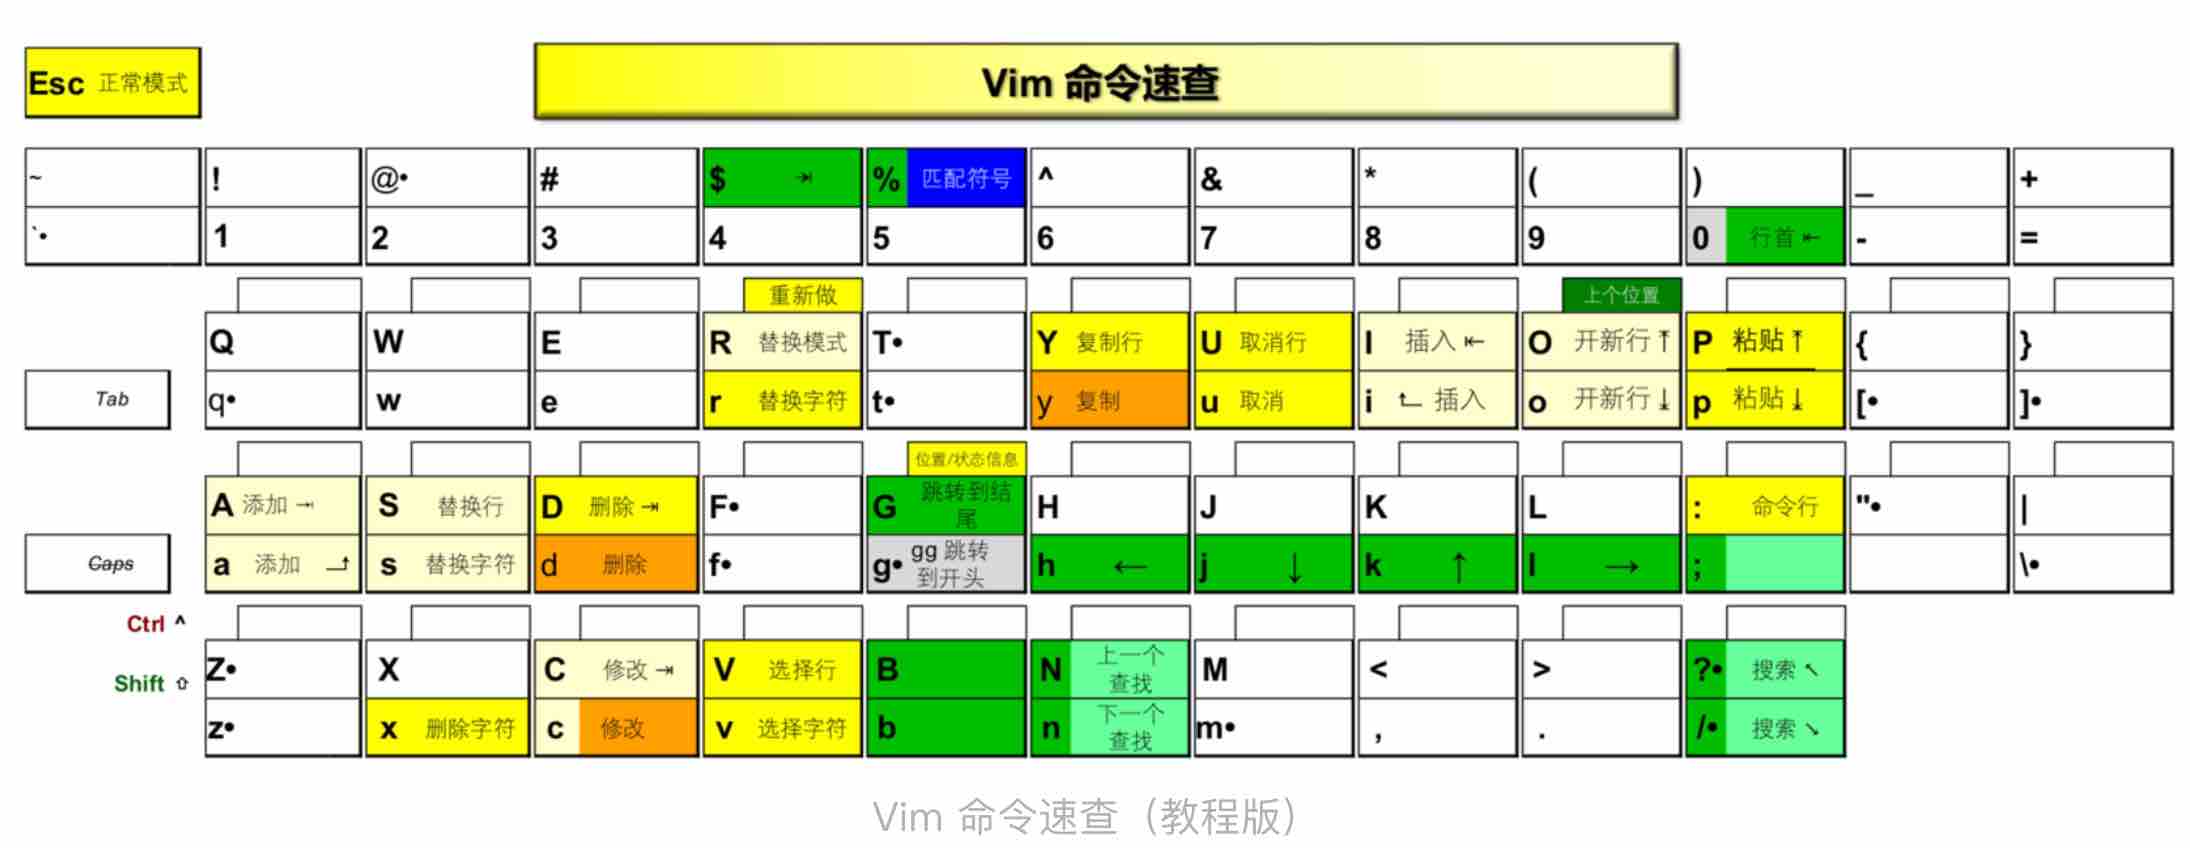 Esc 正常模式
Vim 命令速查
~ ! @• # $ ⇥ % 匹配符号 ^ & * ( ) _ +
`• 1 2 3 4 5 6 7 8 9 0 行首 ⇤ - =
重新做 上个位置
Q W E R 替换模式 T• Y 复制行 U 取消行 I 插入 ⇤ O 开新行 ⤒ P 粘贴 ⤒ { }
Tab q• w e r 替换字符 t• y 复制 u 取消 i 插入 o 开新行 ⤓ p 粘贴 ⤓ [• ]•
位置/状态信息
A 添加 ⇥ S 替换行 D 删除 ⇥ F• G 跳转到结尾 H J K L : 命令行 "• |
Caps a 添加 s 替换字符 d 删除 f• g• gg 跳转到开头 h ← j ↓ k ↑ l → ; \•
Ctrl ^
Shift ⇧
Z• X C 修改 ⇥ V 选择行 B N 上一个查找 M < > ?• 搜索 ↖
z• x 删除字符 c 修改 v 选择字符 b n 下一个查找 m• , . /• 搜索 ↘
Vim 命令速查（教程版）